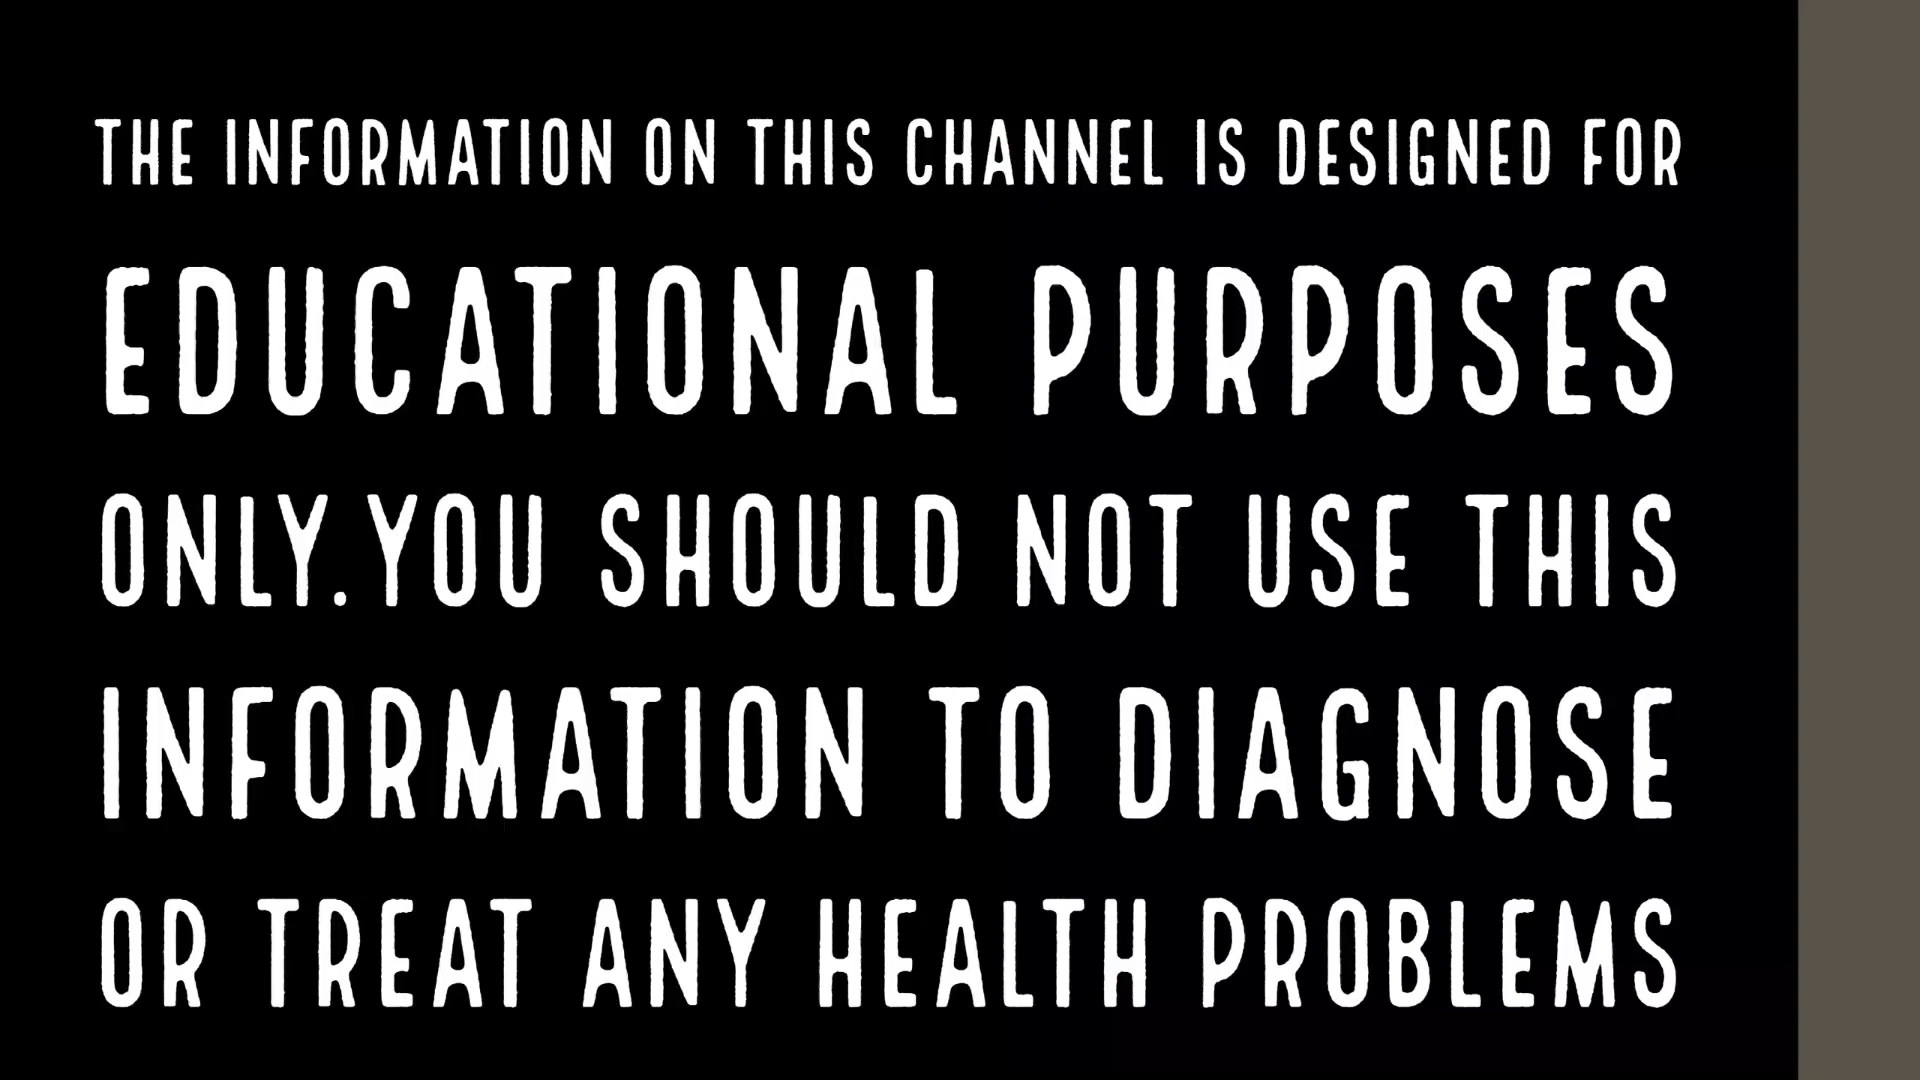 THE INFORMATION ON THIS CHANNEL IS DESIGNED FOR
EDUCATIONAL PURPOSES
ONLY.YOU SHOULD NOT USE THIS
INFORMATION TO DIAGNOSE
OR TREAT ANY HEALTH PROBLEMS